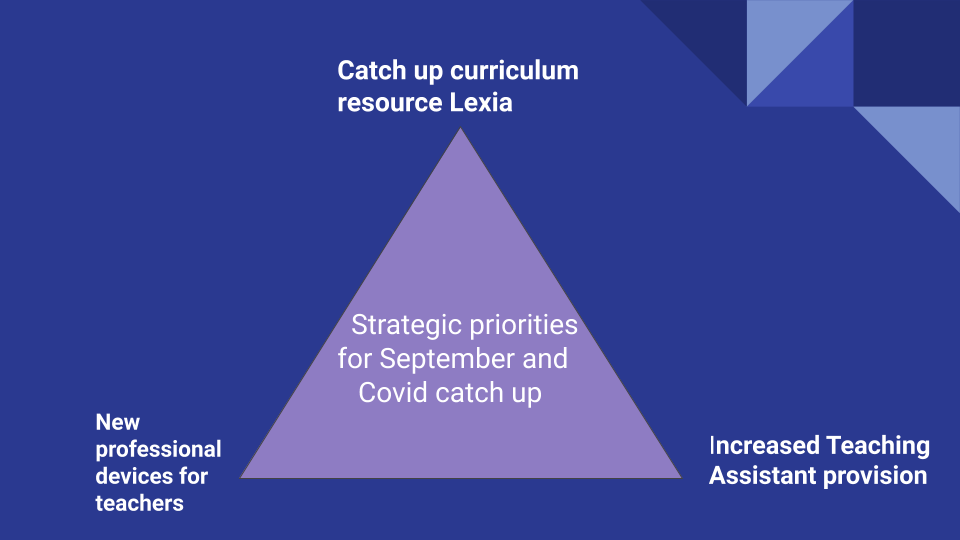 Catch up curriculum
resource Lexia
Strategic priorities
for September and
Covid catch up
New
professional
devices for
teachers
Increased Teaching
Assistant provision